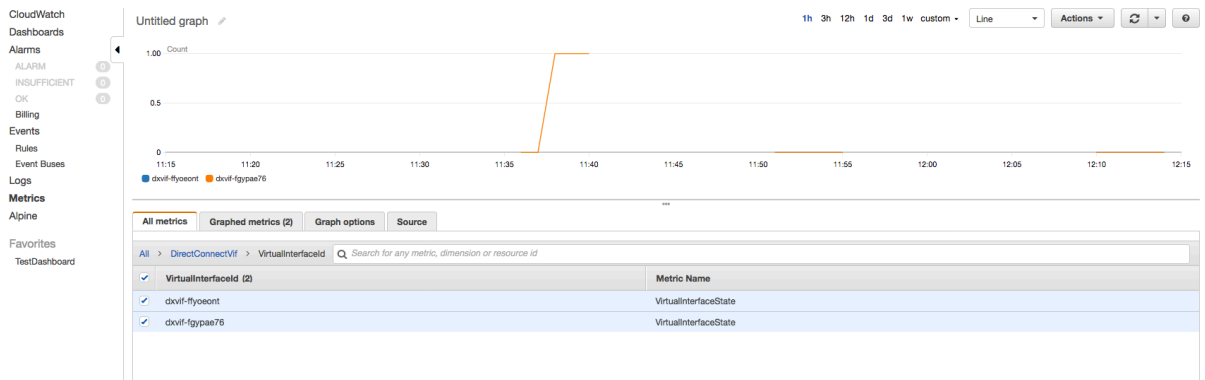 CloudWatch
Dashboards
Alarms
ALARM 0
INSUFFICIENT 0
OK 0
Billing
Events
Rules
Event Buses
Logs
Metrics
Alpine
Favorites
TestDashboard
Untitled graph
1h 3h 12h 1d 3d 1w custom
Line
Actions
?
Count
1.00
0.5
0
11:15 11:20 11:25 11:30 11:35 11:40 11:45 11:50 11:55 12:00 12:05 12:10 12:15
dxvif-ffyoeont dxvif-fgypae76
All metrics Graphed metrics (2) Graph options Source
All > DirectConnectVif > VirtualInterfaceId Search for any metric, dimension or resource id
VirtualInterfaceId (2) Metric Name
dxvif-ffyoeont VirtualInterfaceState
dxvif-fgypae76 VirtualInterfaceState